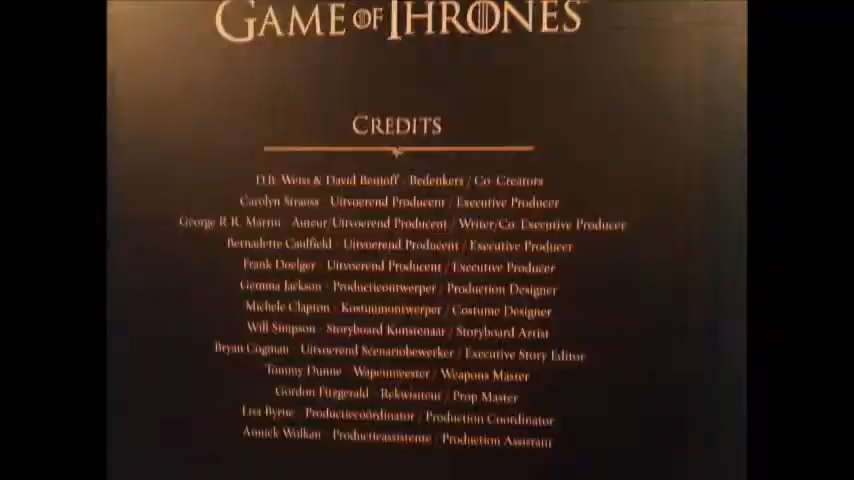 GAME OF THRONES
CREDITS
D.B. Weiss & David Benioff - Bedenkers / Co-Creators
Carolyn Strauss - Uitvoerend Producent / Executive Producer
George R.R. Martin - Auteur/Uitvoerend Producent / Writer/Co-Executive Producer
Bernadette Caulfield - Uitvoerend Producent / Executive Producer
Frank Doelger - Uitvoerend Producent / Executive Producer
Gemma Jackson - Productieontwerper / Production Designer
Michele Clapton - Kostuumontwerper / Costume Designer
Will Simpson - Storyboard Kunstenaar / Storyboard Artist
Bryan Cogman - Uitvoerend Scenariobewerker / Executive Story Editor
Tommy Dunne - Wapenmeester / Weapons Master
Gordon Fitzgerald - Rekwisiteur / Prop Master
Lisa Byrne - Productiecoördinator / Production Coordinator
Annick Wolkan - Productieassistente / Production Assistant